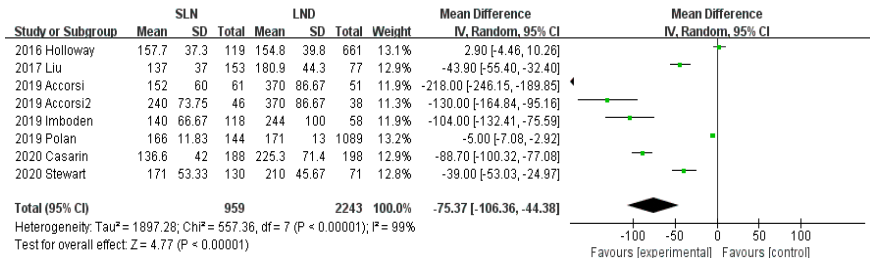 SLN LND Mean Difference Mean Difference
Study or Subgroup Mean SD Total Mean SD Total Weight IV, Random, 95% CI IV, Random, 95% CI
2016 Holloway 157.7 37.3 119 154.8 39.8 661 13.1% 2.90 [-4.46, 10.26]
2017 Liu 137 37 153 180.9 44.3 77 12.9% -43.90 [-55.40, -32.40]
2019 Accorsi 152 60 61 370 86.67 51 11.9% -218.00 [-246.15, -189.85]
2019 Accorsi2 240 73.75 46 370 86.67 38 11.3% -130.00 [-164.84, -95.16]
2019 Imboden 140 66.67 118 244 100 58 11.9% -104.00 [-132.41, -75.59]
2019 Polan 166 11.83 144 171 13 1089 13.2% -5.00 [-7.08, -2.92]
2020 Casarin 136.6 42 188 225.3 71.4 198 12.9% -88.70 [-100.32, -77.08]
2020 Stewart 171 53.33 130 210 45.67 71 12.8% -39.00 [-53.03, -24.97]
Total (95% CI) 959 2243 100.0% -75.37 [-106.36, -44.38]
Heterogeneity: Tau² = 1897.28; Chi² = 557.36, df = 7 (P < 0.00001); I² = 99%
Test for overall effect: Z = 4.77 (P < 0.00001)
-100 -50 0 50 100
Favours [experimental] Favours [control]